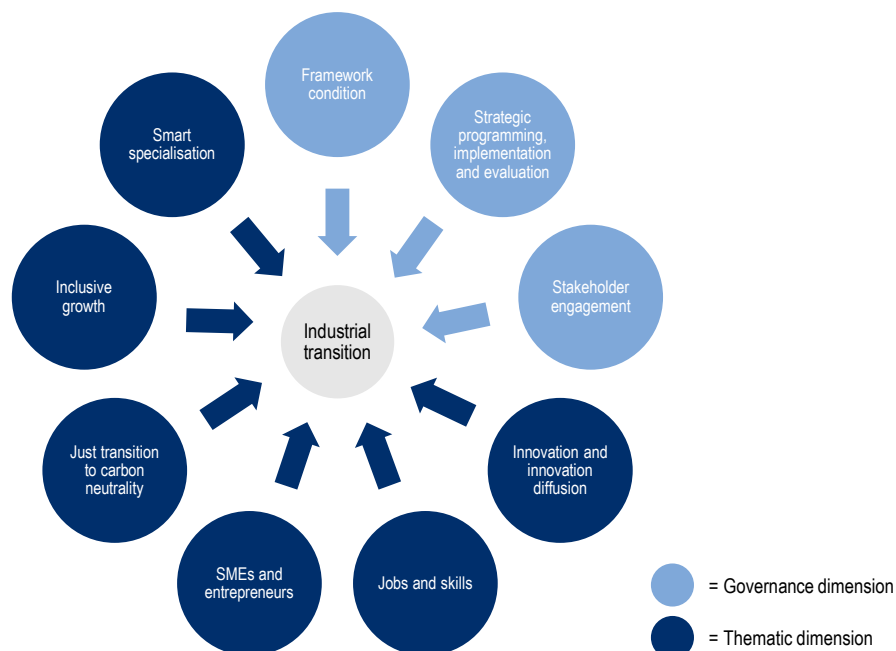 Framework
condition
Strategic
programming,
implementation
and evaluation
Stakeholder
engagement
Innovation and
innovation
diffusion
Jobs and skills
SMEs and
entrepreneurs
Just transition
to carbon
neutrality
Inclusive
growth
Smart
specialisation
Industrial
transition
= Governance dimension
= Thematic dimension